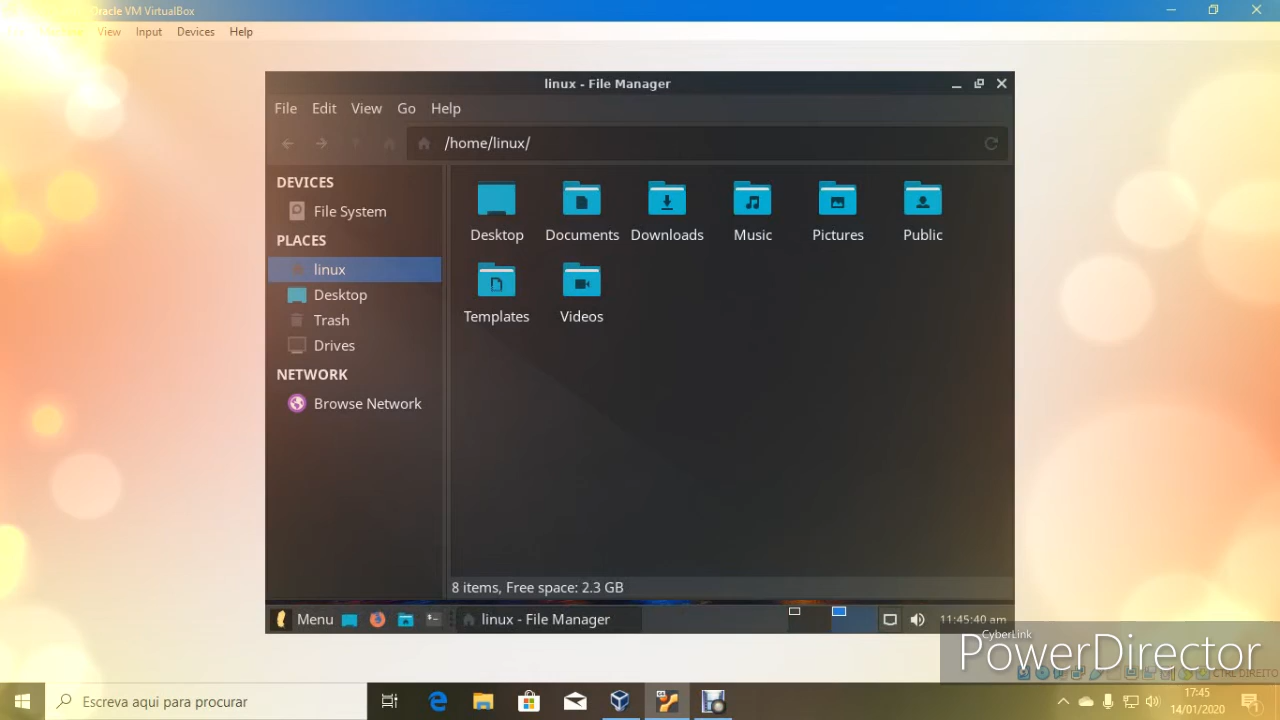 Oracle VM VirtualBox
View Input Devices Help
linux - File Manager
File Edit View Go Help
/home/linux/
DEVICES
File System
PLACES
linux
Desktop
Trash
Drives
NETWORK
Browse Network
Desktop Documents Downloads Music Pictures Public
Templates Videos
8 items, Free space: 2.3 GB
Menu linux - File Manager 11:45:40 am
CyberLink
PowerDirector
CTRL DIREITO
Escreva aqui para procurar
17:45
14/01/2020
1